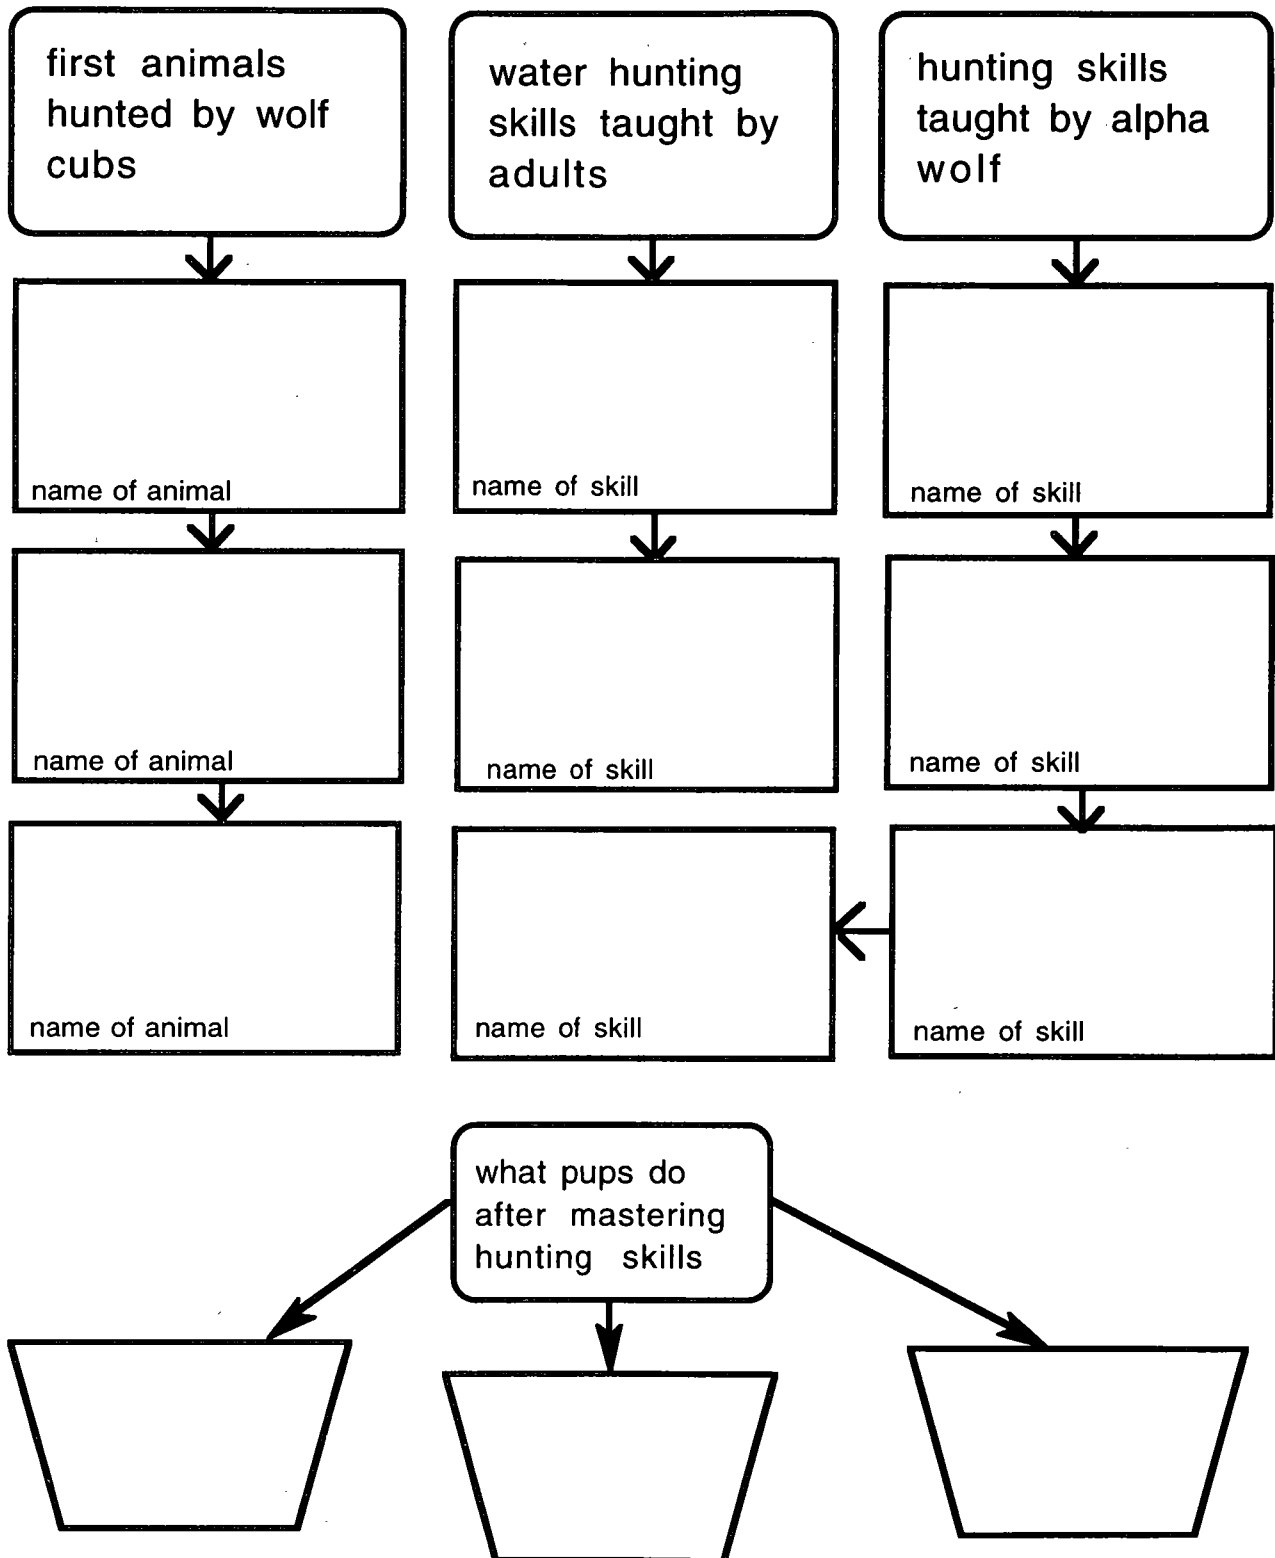 first animals
hunted by wolf
cubs
water hunting
skills taught by
adults
hunting skills
taught by alpha
wolf
name of animal
name of skill
name of skill
name of animal
name of skill
name of skill
name of animal
name of skill
name of skill
what pups do
after mastering
hunting skills